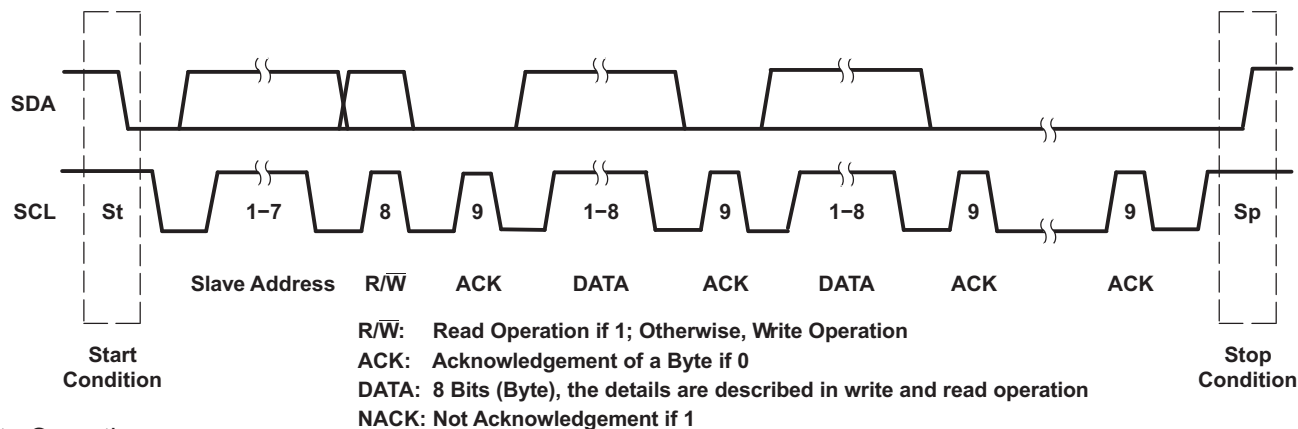 SDA
SCL St 1–7 8 9 1–8 9 1–8 9 9 Sp
Slave Address R/W̅ ACK DATA ACK DATA ACK ACK
Start
Condition
Stop
Condition
R/W̅: Read Operation if 1; Otherwise, Write Operation
ACK: Acknowledgement of a Byte if 0
DATA: 8 Bits (Byte), the details are described in write and read operation
NACK: Not Acknowledgement if 1